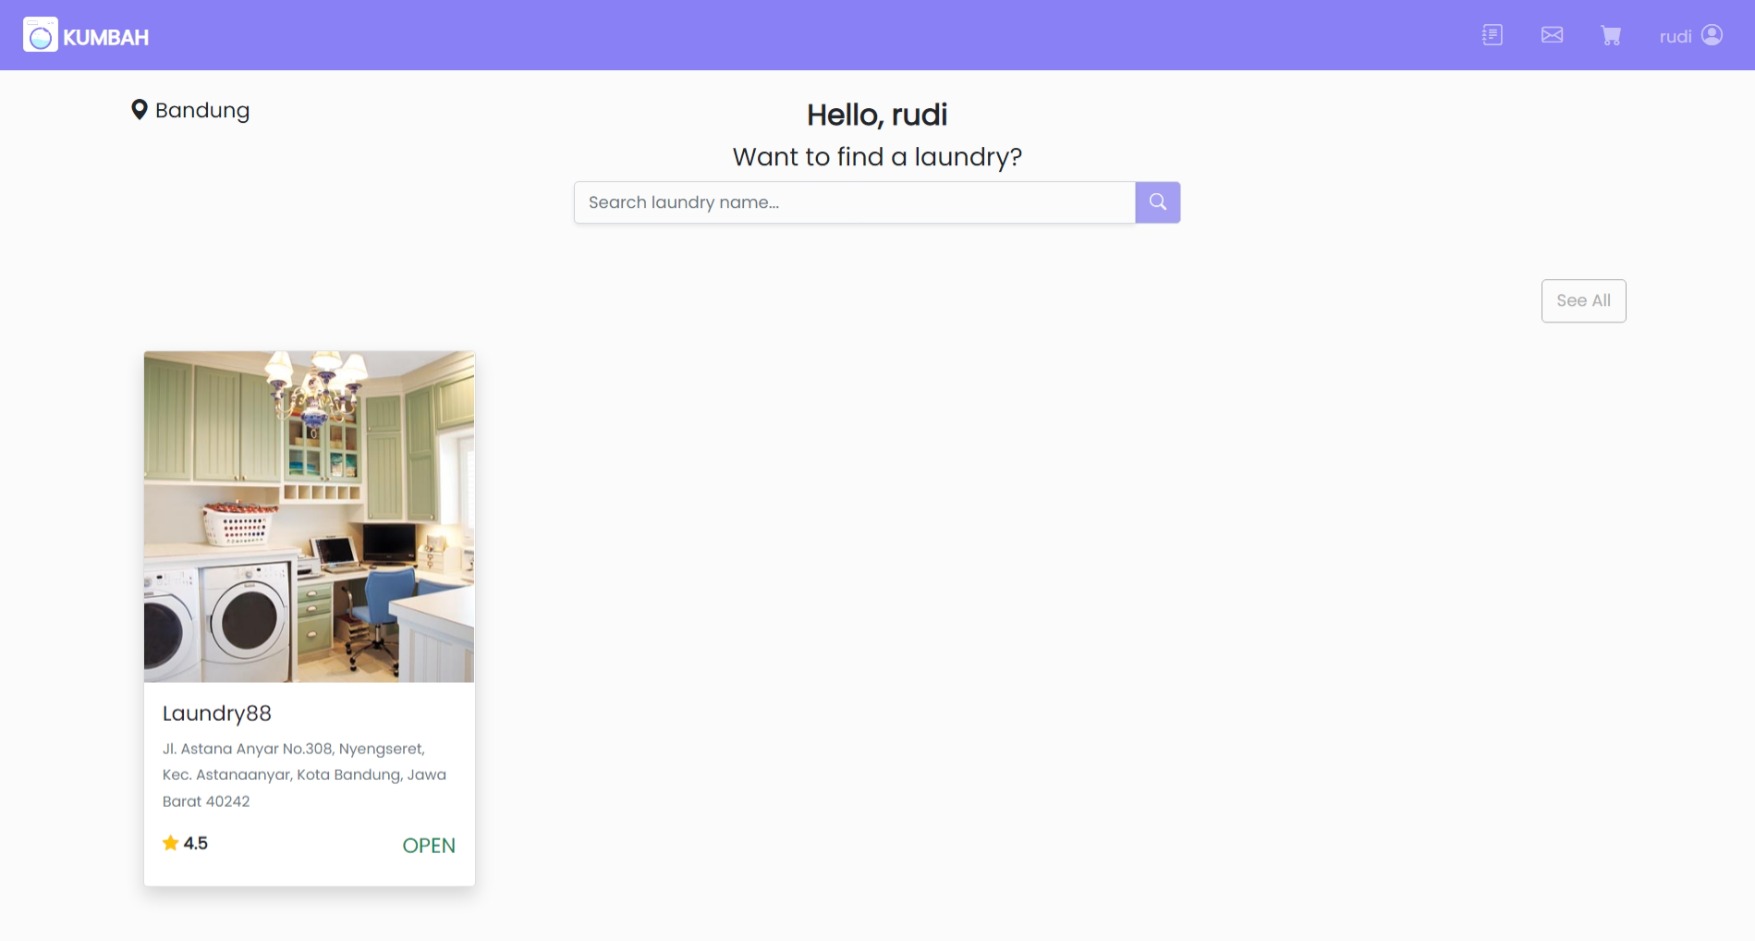 KUMBAH
rudi
Bandung
Hello, rudi
Want to find a laundry?
Search laundry name...
See All
Laundry88
Jl. Astana Anyar No.308, Nyengseret,
Kec. Astanaanyar, Kota Bandung, Jawa
Barat 40242
4.5
OPEN